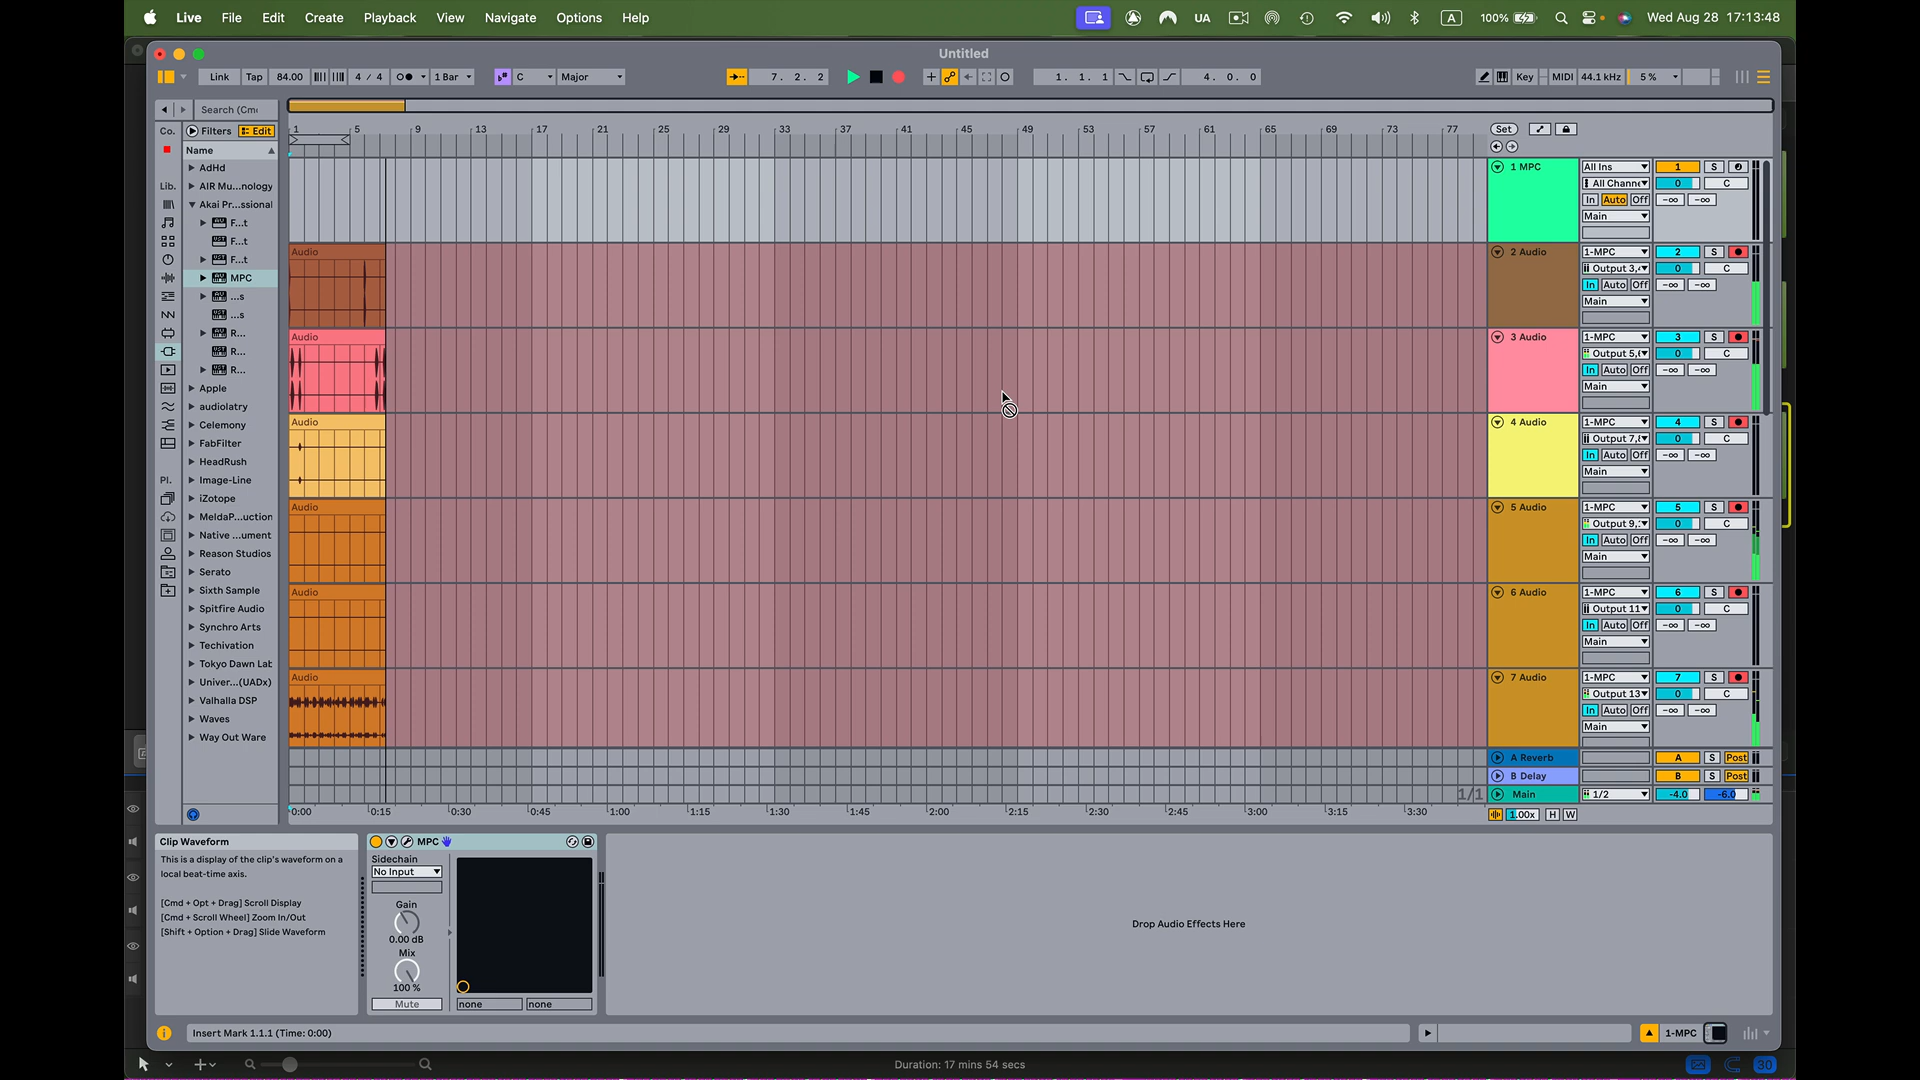 Live File Edit Create Playback View Navigate Options Help UA A 100% Wed Aug 28 17:13:48
Untitled
Link Tap 84.00 4 / 4 1 Bar C Major 7. 2. 2 1. 1. 1 4. 0. 0 Key MIDI 44.1 kHz 5 %
Search (Cmd
Co. Filters Edit
1 5 9 13 17 21 25 29 33 37 41 45 49 53 57 61 65 69 73 77
Set
Name
AdHd
Lib. AIR Mu...nology
Akai Pr...ssional
F...t
F...t
F...t
MPC
...s
...s
R...
R...
R...
Apple
audiolatry
Celemony
FabFilter
HeadRush
Image-Line
Pl. iZotope
MeldaP...uction
Native ...ument
Reason Studios
Serato
Sixth Sample
Spitfire Audio
Synchro Arts
Techivation
Tokyo Dawn Lab
Univer...(UADx)
Valhalla DSP
Waves
Way Out Ware
1 MPC All Ins 1 S
All Channe 0 C
In Auto Off -∞ -∞
Main
Audio 2 Audio 1-MPC 2 S
Output 3, 0 C
In Auto Off -∞ -∞
Main
Audio 3 Audio 1-MPC 3 S
Output 5, 0 C
In Auto Off -∞ -∞
Main
Audio 4 Audio 1-MPC 4 S
Output 7, 0 C
In Auto Off -∞ -∞
Main
Audio 5 Audio 1-MPC 5 S
Output 9, 0 C
In Auto Off -∞ -∞
Main
Audio 6 Audio 1-MPC 6 S
Output 11 0 C
In Auto Off -∞ -∞
Main
Audio 7 Audio 1-MPC 7 S
Output 13 0 C
In Auto Off -∞ -∞
Main
A Reverb A S Post
B Delay B S Post
1/1 Main 1/2 -4.0 -6.0
0:00 0:15 0:30 0:45 1:00 1:15 1:30 1:45 2:00 2:15 2:30 2:45 3:00 3:15 3:30
1.00x H W
Clip Waveform
This is a display of the clip's waveform on a
local beat-time axis.
[Cmd + Opt + Drag] Scroll Display
[Cmd + Scroll Wheel] Zoom In/Out
[Shift + Option + Drag] Slide Waveform
MPC
Sidechain
No Input
Gain
0.00 dB
Mix
100 %
Mute none none
Drop Audio Effects Here
Insert Mark 1.1.1 (Time: 0:00) 1-MPC
Duration: 17 mins 54 secs 30